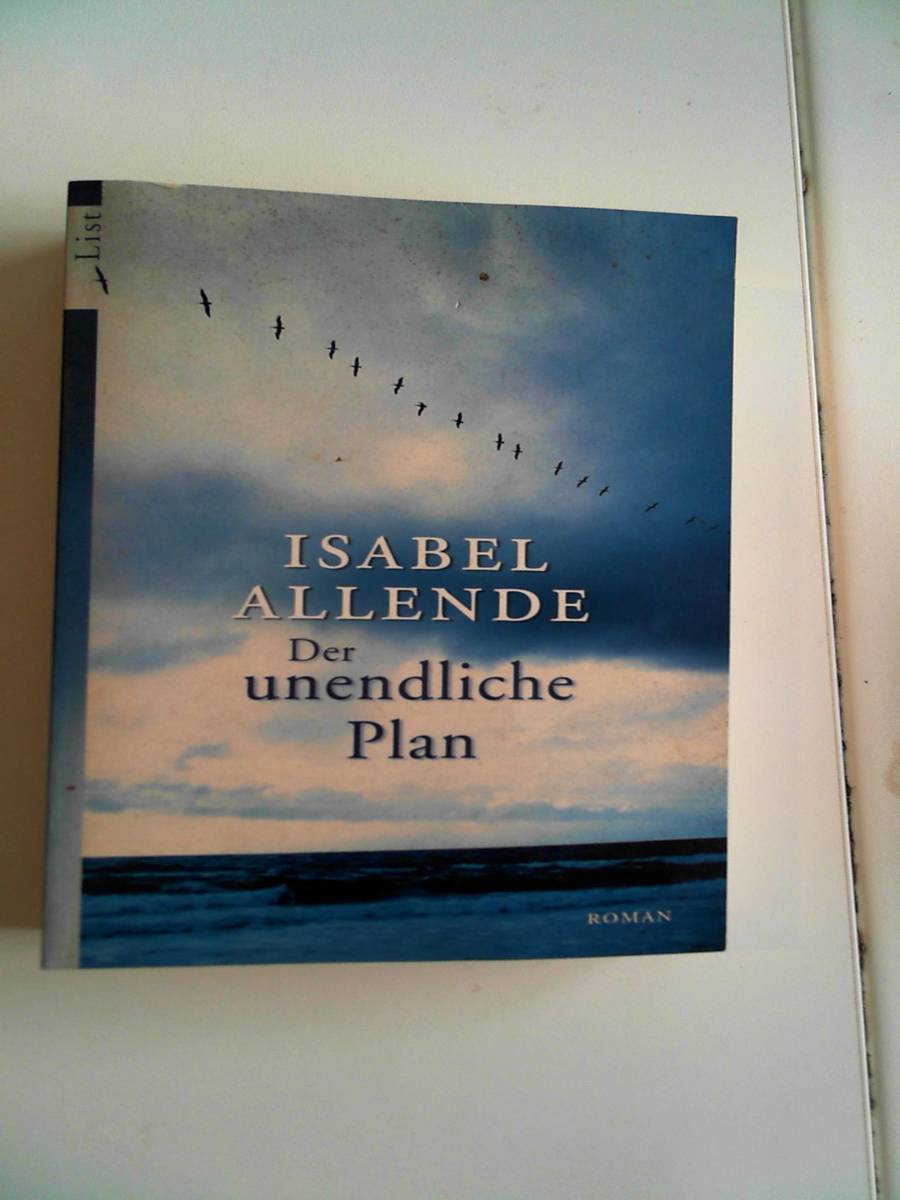 List
ISABEL
ALLENDE
Der
unendliche
Plan
ROMAN